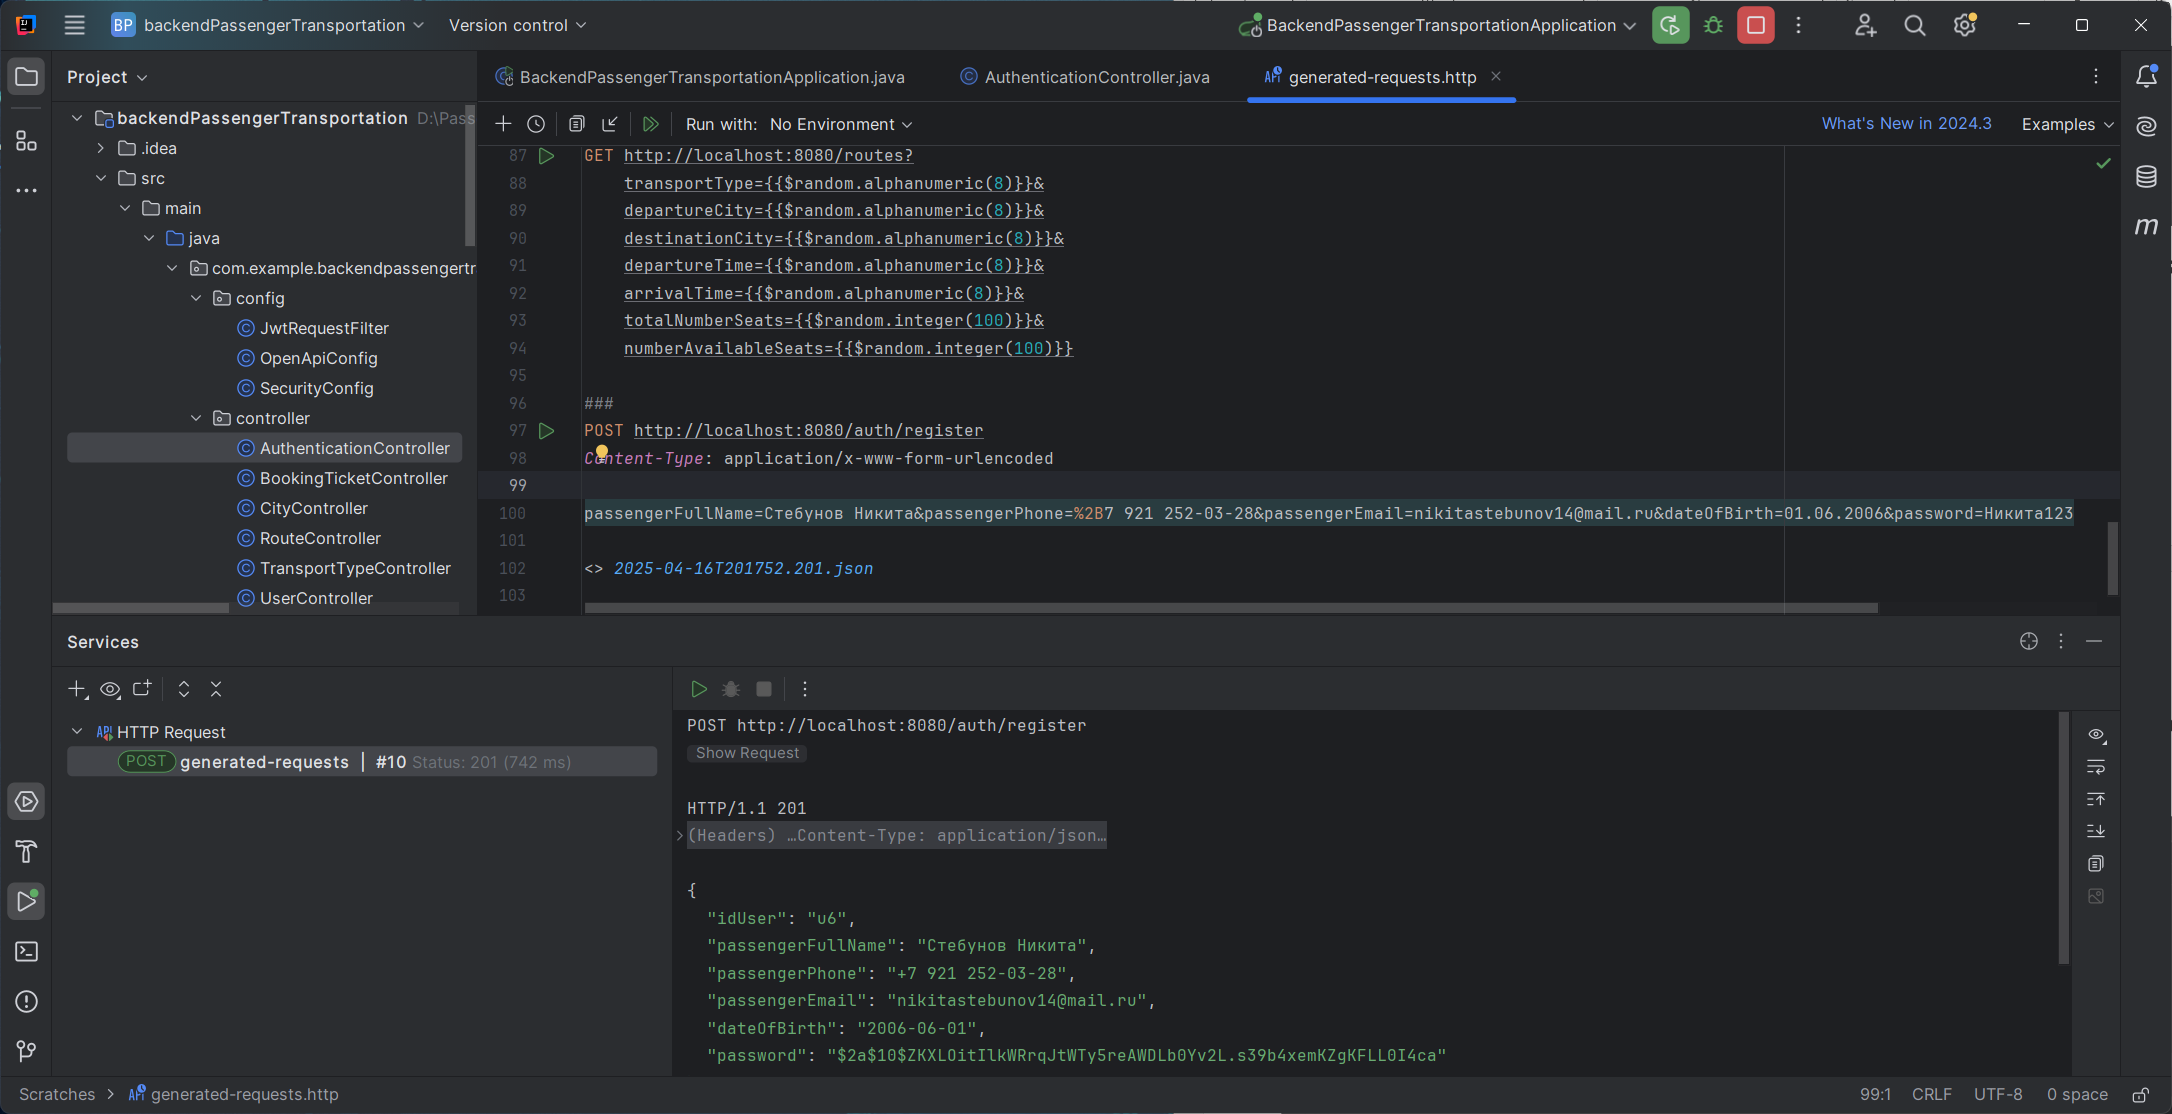 BP backendPassengerTransportation
Version control
BackendPassengerTransportationApplication
Project
BackendPassengerTransportationApplication.java
AuthenticationController.java
generated-requests.http
backendPassengerTransportation D:\Pass
.idea
src
main
java
com.example.backendpassengertr
config
JwtRequestFilter
OpenApiConfig
SecurityConfig
controller
AuthenticationController
BookingTicketController
CityController
RouteController
TransportTypeController
UserController
Run with: No Environment
What's New in 2024.3
Examples
87 GET http://localhost:8080/routes?
88 transportType={{$random.alphanumeric(8)}}&
89 departureCity={{$random.alphanumeric(8)}}&
90 destinationCity={{$random.alphanumeric(8)}}&
91 departureTime={{$random.alphanumeric(8)}}&
92 arrivalTime={{$random.alphanumeric(8)}}&
93 totalNumberSeats={{$random.integer(100)}}&
94 numberAvailableSeats={{$random.integer(100)}}
95
96 ###
97 POST http://localhost:8080/auth/register
98 Content-Type: application/x-www-form-urlencoded
99
100 passengerFullName=Стебунов Никита&passengerPhone=%2B7 921 252-03-28&passengerEmail=nikitastebunov14@mail.ru&dateOfBirth=01.06.2006&password=Никита123
101
102 <> 2025-04-16T201752.201.json
103
Services
HTTP Request
POST generated-requests | #10 Status: 201 (742 ms)
POST http://localhost:8080/auth/register
Show Request
HTTP/1.1 201
(Headers) …Content-Type: application/json…
{
"idUser": "u6",
"passengerFullName": "Стебунов Никита",
"passengerPhone": "+7 921 252-03-28",
"passengerEmail": "nikitastebunov14@mail.ru",
"dateOfBirth": "2006-06-01",
"password": "$2a$10$ZKXLOitIlkWRrqJtWTy5reAWDLb0Yv2L.s39b4xemKZgKFLL0I4ca"
Scratches > generated-requests.http
99:1 CRLF UTF-8 0 space